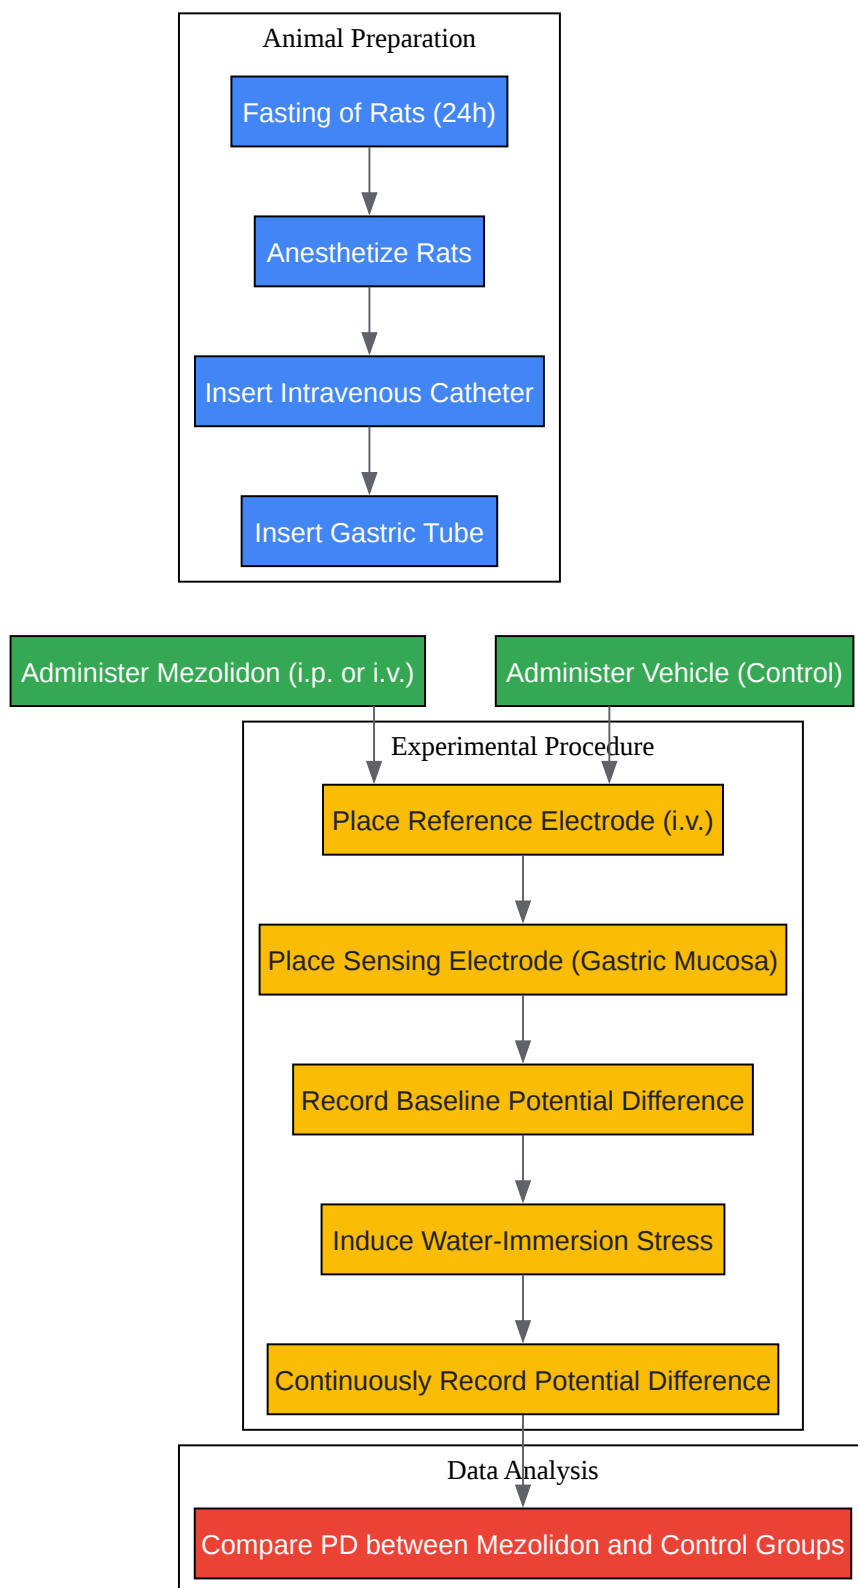 Animal Preparation
Fasting of Rats (24h)
Anesthetize Rats
Insert Intravenous Catheter
Insert Gastric Tube
Administer Mezolidon (i.p. or i.v.)
Administer Vehicle (Control)
Experimental Procedure
Place Reference Electrode (i.v.)
Place Sensing Electrode (Gastric Mucosa)
Record Baseline Potential Difference
Induce Water-Immersion Stress
Continuously Record Potential Difference
Data Analysis
Compare PD between Mezolidon and Control Groups